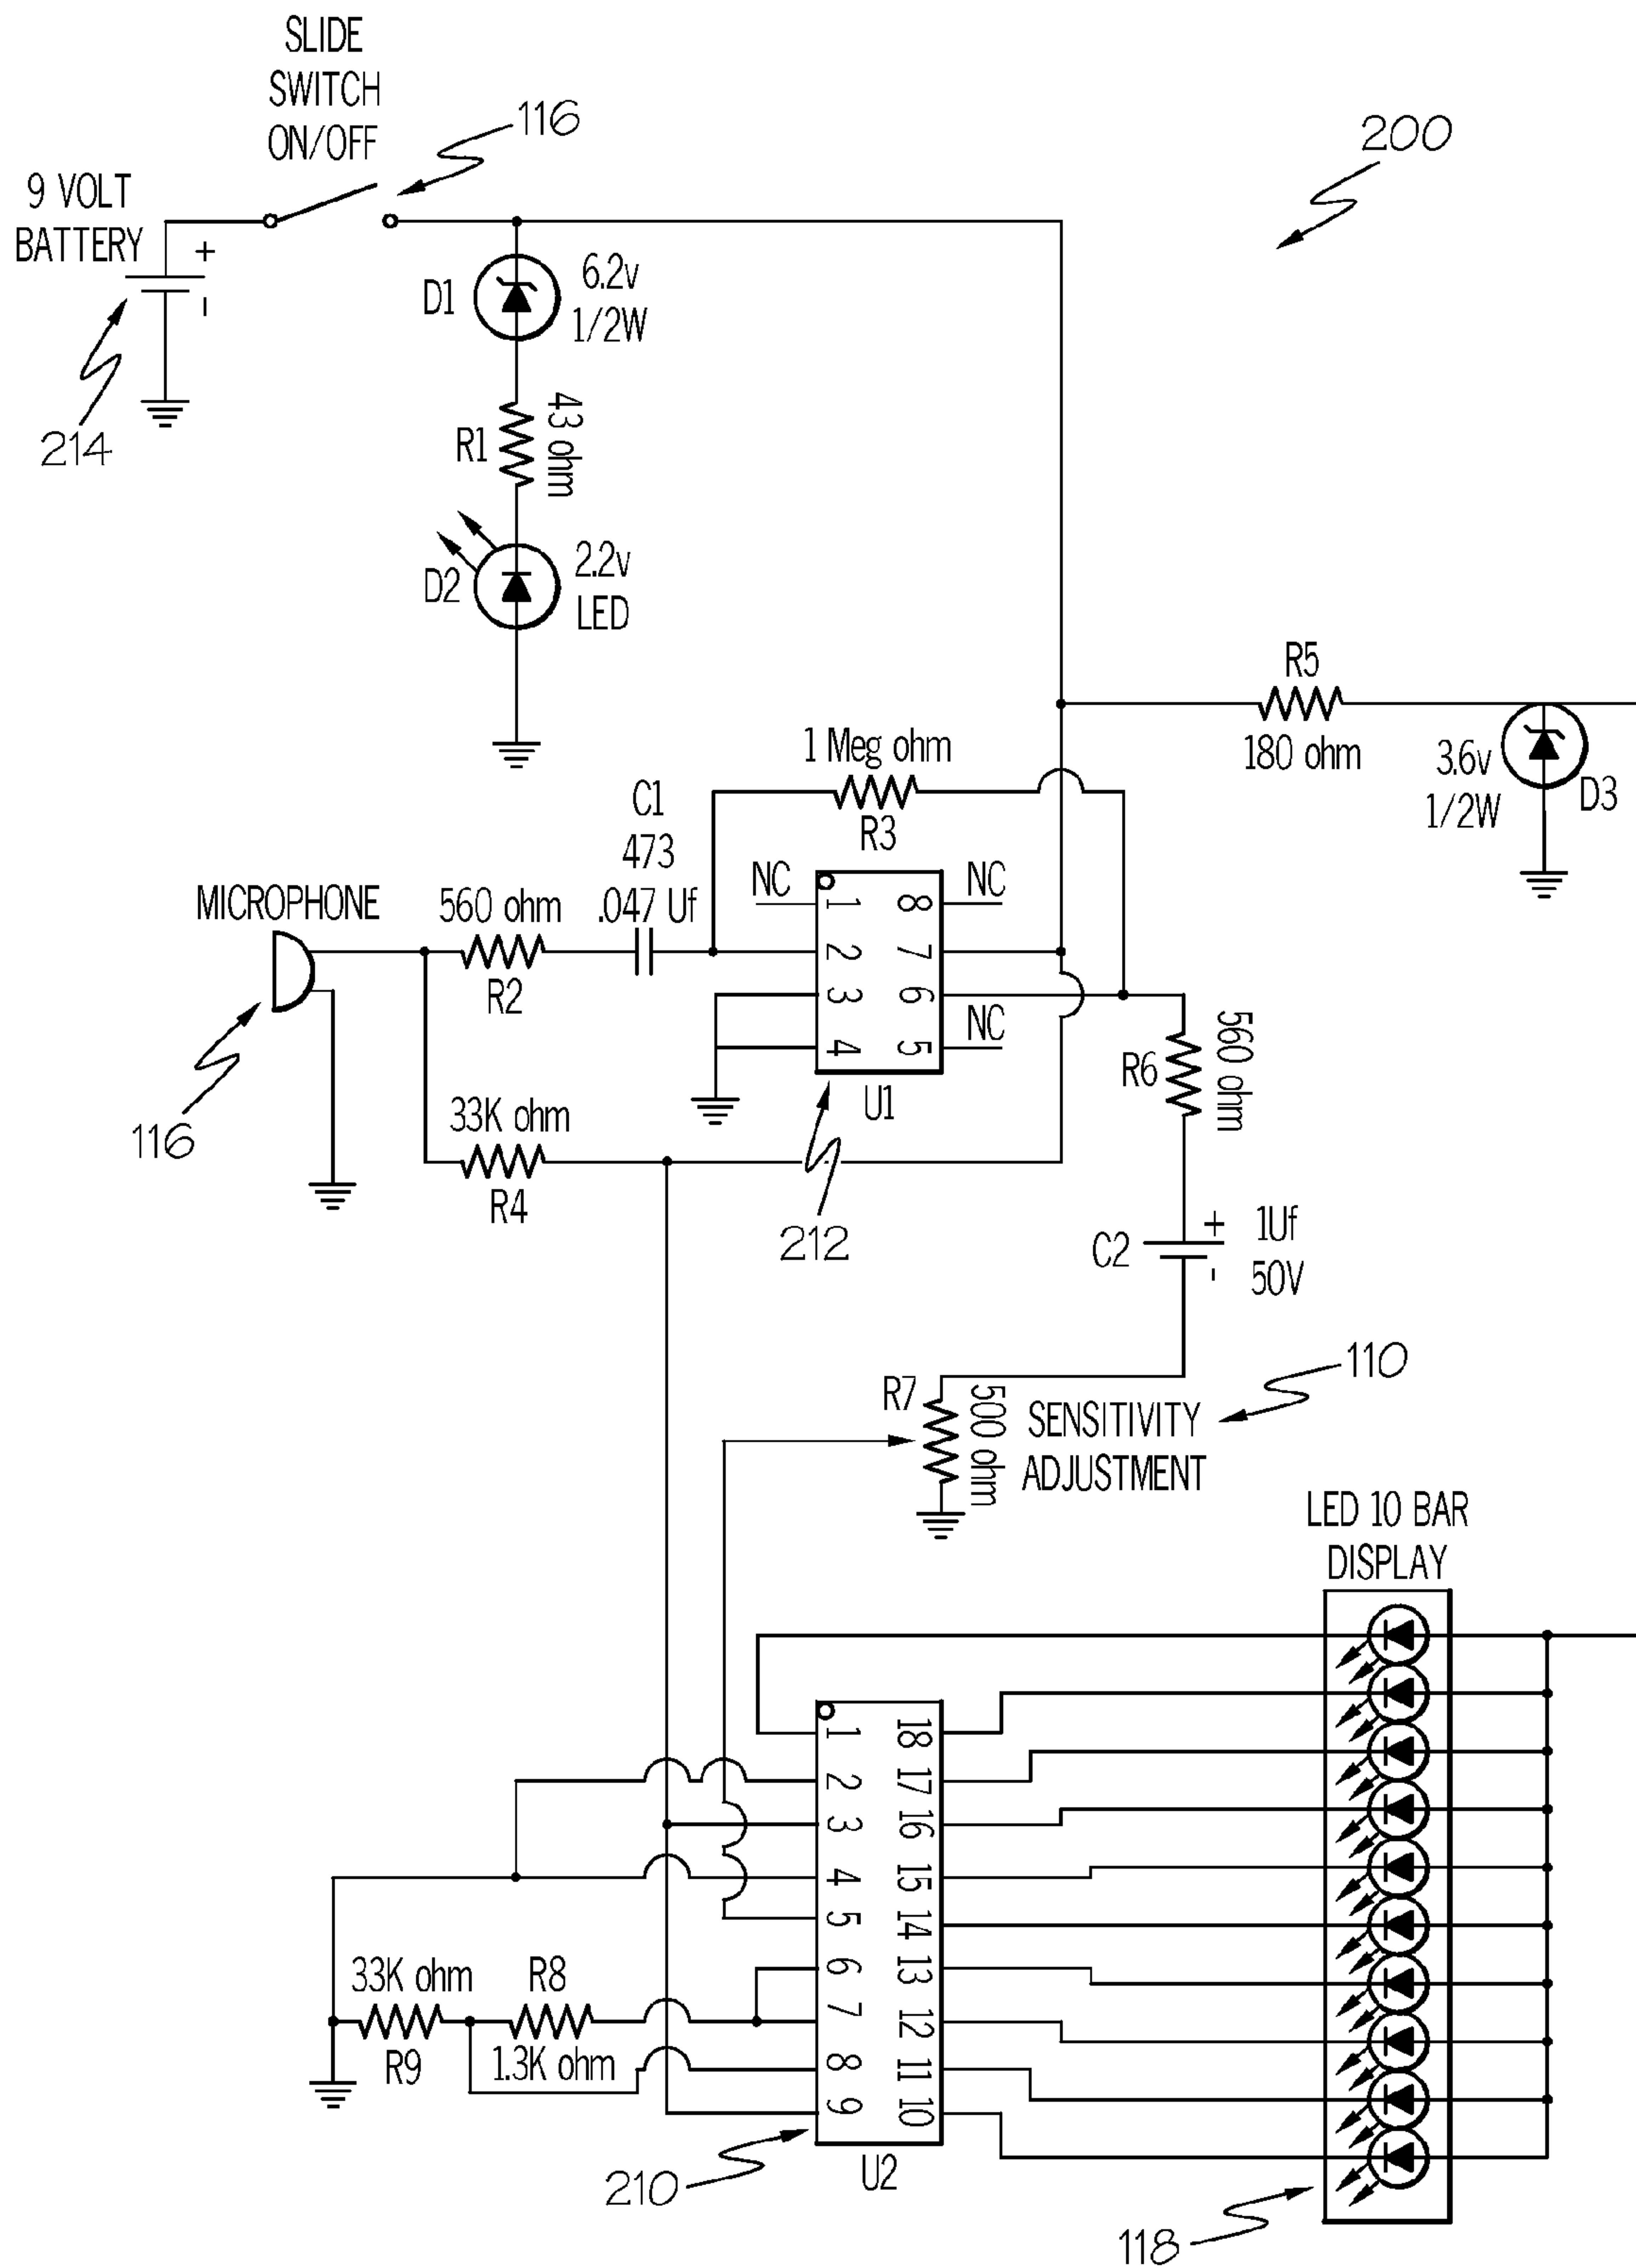 SLIDE
SWITCH
ON/OFF
116
200
9 VOLT
BATTERY
+
-
214
D1
6.2v
1/2W
R1
43 ohm
D2
2.2v
LED
R5
180 ohm
3.6v
1/2W
D3
1 Meg ohm
R3
C1
473
.047 Uf
MICROPHONE
560 ohm
R2
NC
NC
1
8
2
7
3
6
NC
4
5
U1
116
33K ohm
R4
212
R6
560 ohm
C2
+
-
1Uf
50V
110
R7
500 ohm
SENSITIVITY
ADJUSTMENT
LED 10 BAR
DISPLAY
1
18
2
17
3
16
4
15
5
14
6
13
7
12
8
11
9
10
33K ohm
R9
R8
1.3K ohm
U2
210
118